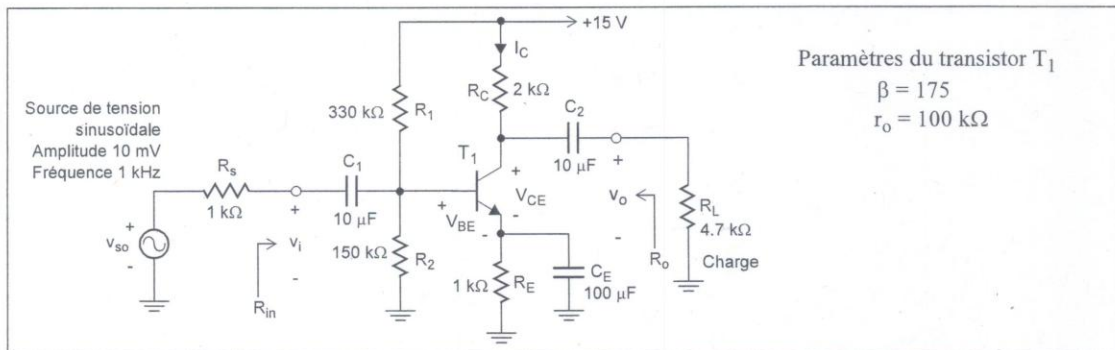 +15 V
I_C
Paramètres du transistor T_1
β = 175
r_o = 100 kΩ
R_C
2 kΩ
C_2
10 µF
330 kΩ
R_1
Source de tension
sinusoïdale
Amplitude 10 mV
Fréquence 1 kHz
R_s
1 kΩ
C_1
10 µF
T_1
+
V_CE
-
+
V_BE
-
+
v_o
-
R_L
4.7 kΩ
+
v_so
-
+
v_i
-
150 kΩ
R_2
1 kΩ
R_E
C_E
100 µF
R_o
Charge
R_in